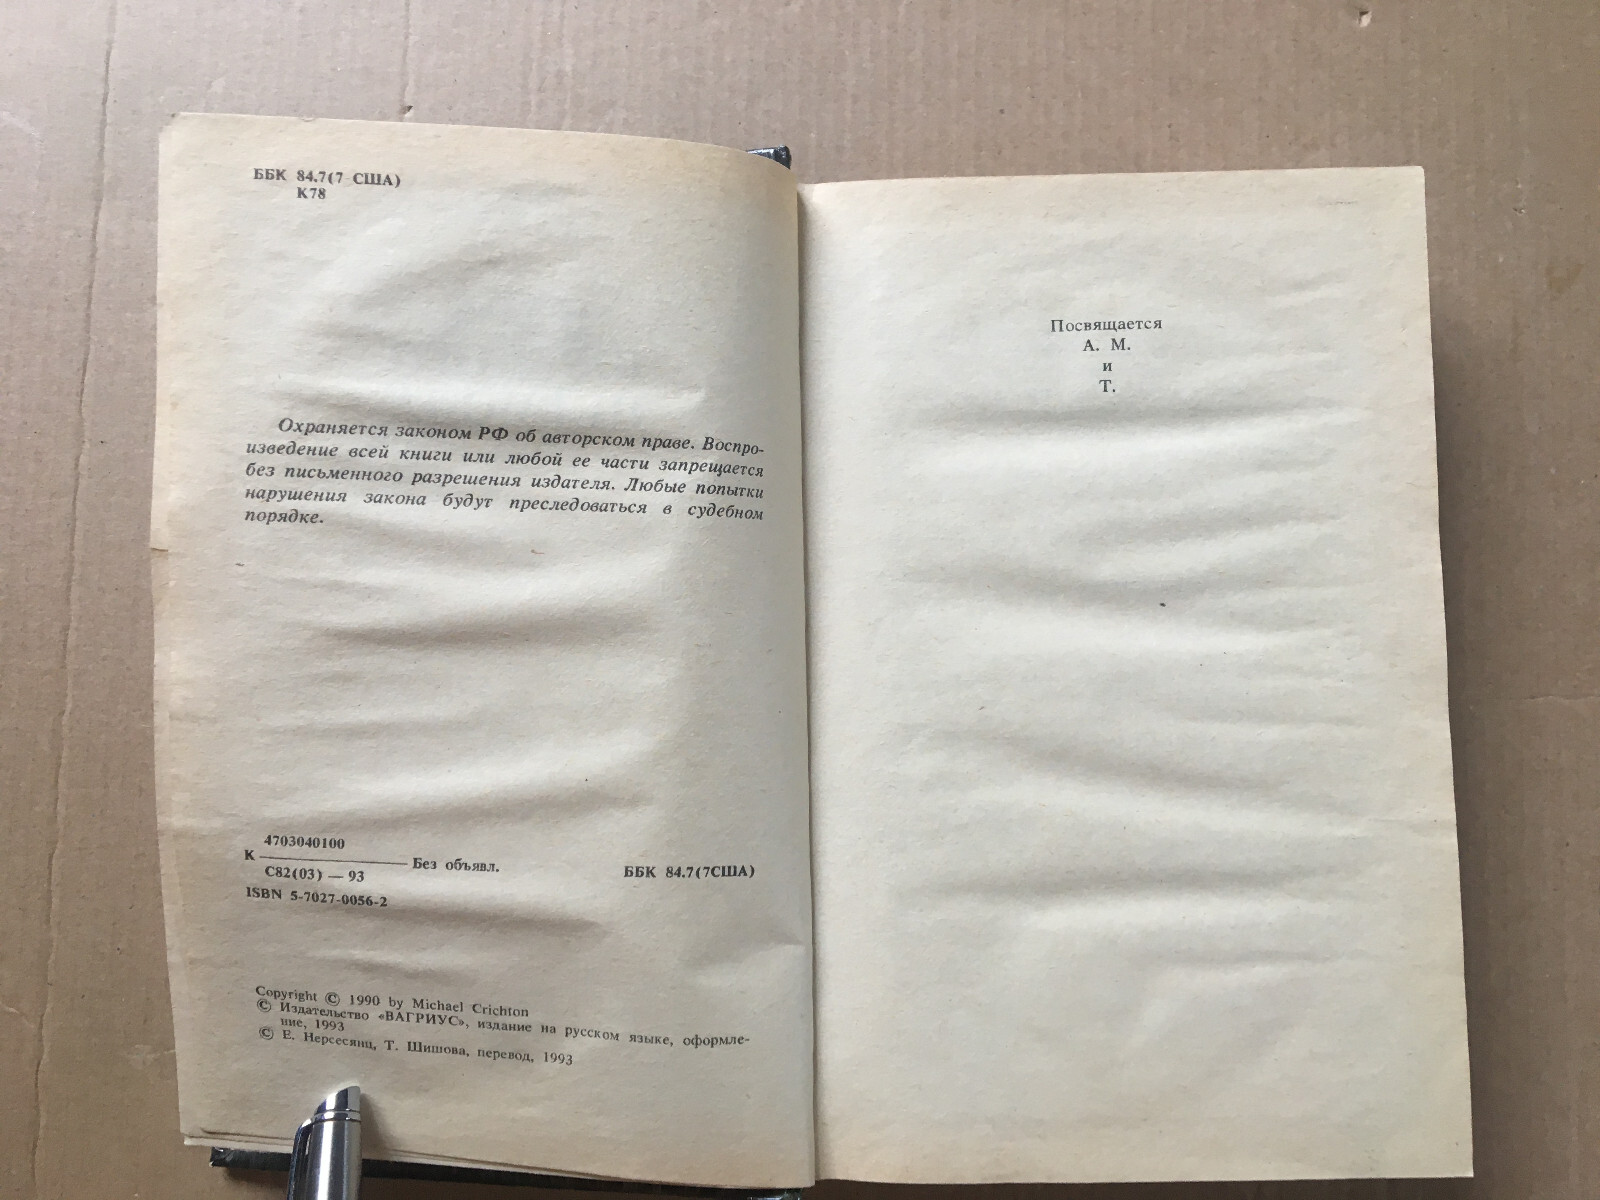 ББК 84.7(7 США)
К78
Охраняется законом РФ об авторском праве. Воспро-
изведение всей книги или любой ее части запрещается
без письменного разрешения издателя. Любые попытки
нарушения закона будут преследоваться в судебном
порядке.
4703040100
К ———————— Без объявл.
С82(03) — 93
ББК 84.7(7США)
ISBN 5-7027-0056-2
Copyright © 1990 by Michael Crichton
© Издательство «ВАГРИУС», издание на русском языке, оформле-
ние, 1993
© Е. Нерсесянц, Т. Шишова, перевод, 1993
Посвящается
А. М.
и
Т.